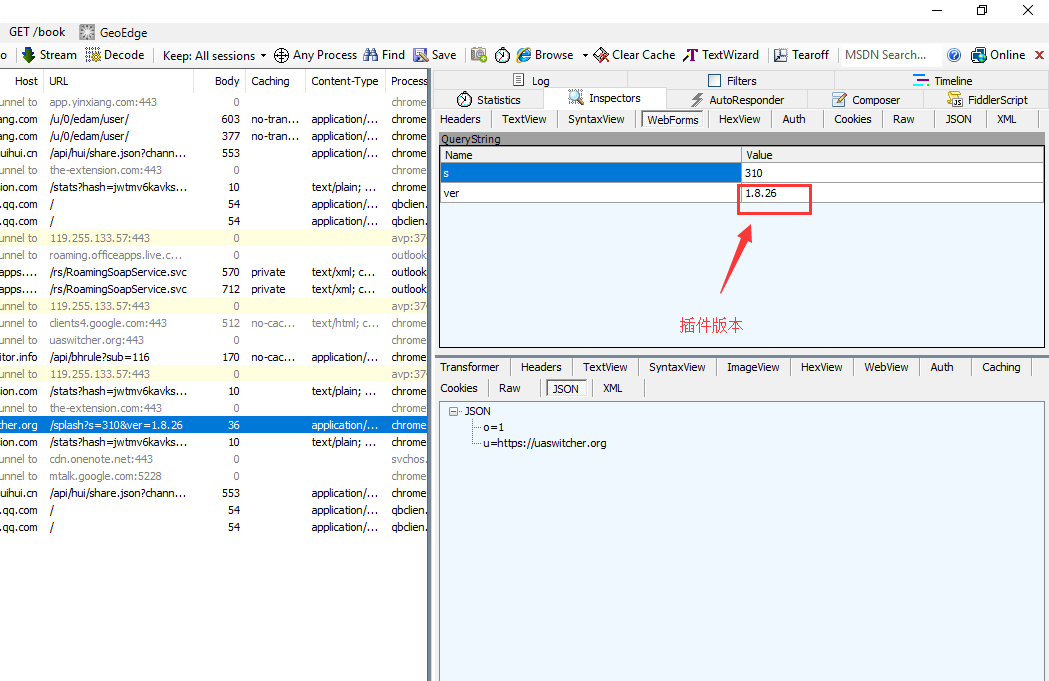 GET /book GeoEdge
o Stream Decode Keep: All sessions Any Process Find Save Browse Clear Cache TextWizard Tearoff MSDN Search... Online
Host URL Body Caching Content-Type Process
unnel to app.yinxiang.com:443 0 chrome
ang.com /u/0/edam/user/ 603 no-tran... application/... chrome
ang.com /u/0/edam/user/ 377 no-tran... application/... chrome
uihui.cn /api/hui/share.json?chann... 553 application/... chrome
unnel to the-extension.com:443 0 chrome
sion.com /stats?hash=jwtmv6kavks... 10 text/plain; ... chrome
.qq.com / 54 application/... qbclien.
.qq.com / 54 application/... qbclien.
unnel to 119.255.133.57:443 0 avp:37
unnel to roaming.officeapps.live.c... 0 outlook
apps.... /rs/RoamingSoapService.svc 570 private text/xml; c... outlook
apps.... /rs/RoamingSoapService.svc 712 private text/xml; c... outlook
unnel to 119.255.133.57:443 0 avp:37
unnel to clients4.google.com:443 512 no-cac... text/html; c... chrome
unnel to uaswitcher.org:443 0 chrome
itor.info /api/bhrule?sub=116 170 no-cac... application/... chrome
unnel to 119.255.133.57:443 0 avp:37
sion.com /stats?hash=jwtmv6kavks... 10 text/plain; ... chrome
unnel to the-extension.com:443 0 chrome
cher.org /splash?s=310&ver=1.8.26 36 application/... chrome
sion.com /stats?hash=jwtmv6kavks... 10 text/plain; ... chrome
unnel to cdn.onenote.net:443 0 svchos.
unnel to mtalk.google.com:5228 0 chrome
uihui.cn /api/hui/share.json?chann... 553 application/... chrome
.qq.com / 54 application/... qbclien.
.qq.com / 54 application/... qbclien.
Log Filters Timeline
Statistics Inspectors AutoResponder Composer FiddlerScript
Headers TextView SyntaxView WebForms HexView Auth Cookies Raw JSON XML
QueryString
Name Value
s 310
ver 1.8.26
插件版本
Transformer Headers TextView SyntaxView ImageView HexView WebView Auth Caching
Cookies Raw JSON XML
JSON
o=1
u=https://uaswitcher.org